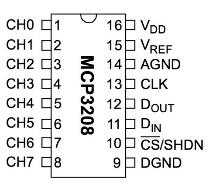 CH0 1 16 VDD
CH1 2 15 VREF
CH2 3 14 AGND
CH3 4 13 CLK
CH4 5 12 DOUT
CH5 6 11 DIN
CH6 7 10 CS/SHDN
CH7 8 9 DGND
MCP3208